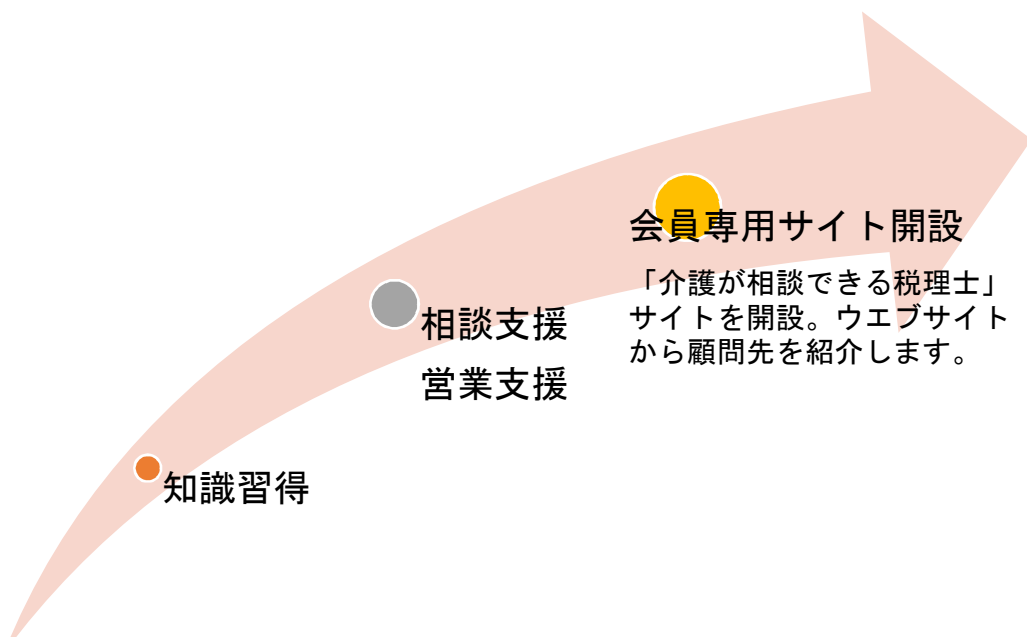 会員専用サイト開設
「介護が相談できる税理士」
サイトを開設。ウエブサイト
から顧問先を紹介します。
相談支援
営業支援
知識習得